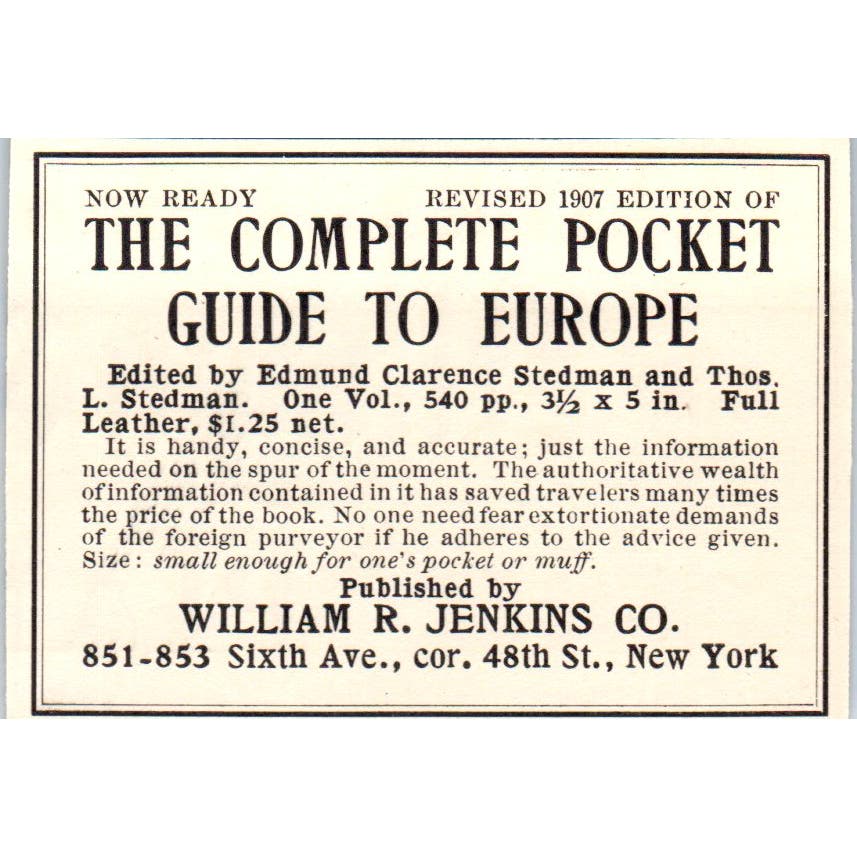 NOW READY REVISED 1907 EDITION OF
THE COMPLETE POCKET
GUIDE TO EUROPE
Edited by Edmund Clarence Stedman and Thos.
L. Stedman. One Vol., 540 pp., 3½ x 5 in. Full
Leather, $1.25 net.
It is handy, concise, and accurate; just the information
needed on the spur of the moment. The authoritative wealth
of information contained in it has saved travelers many times
the price of the book. No one need fear extortionate demands
of the foreign purveyor if he adheres to the advice given.
Size: small enough for one's pocket or muff.
Published by
WILLIAM R. JENKINS CO.
851-853 Sixth Ave., cor. 48th St., New York